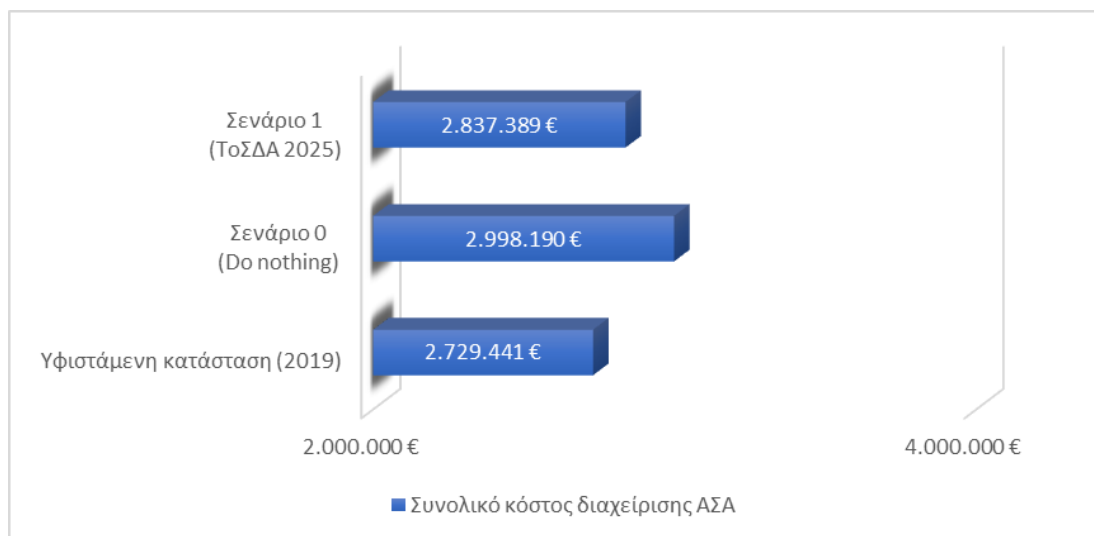 Σενάριο 1
(ΤοΣΔΑ 2025)
2.837.389 €
Σενάριο 0
(Do nothing)
2.998.190 €
Υφιστάμενη κατάσταση (2019)
2.729.441 €
2.000.000 €
4.000.000 €
Συνολικό κόστος διαχείρισης ΑΣΑ